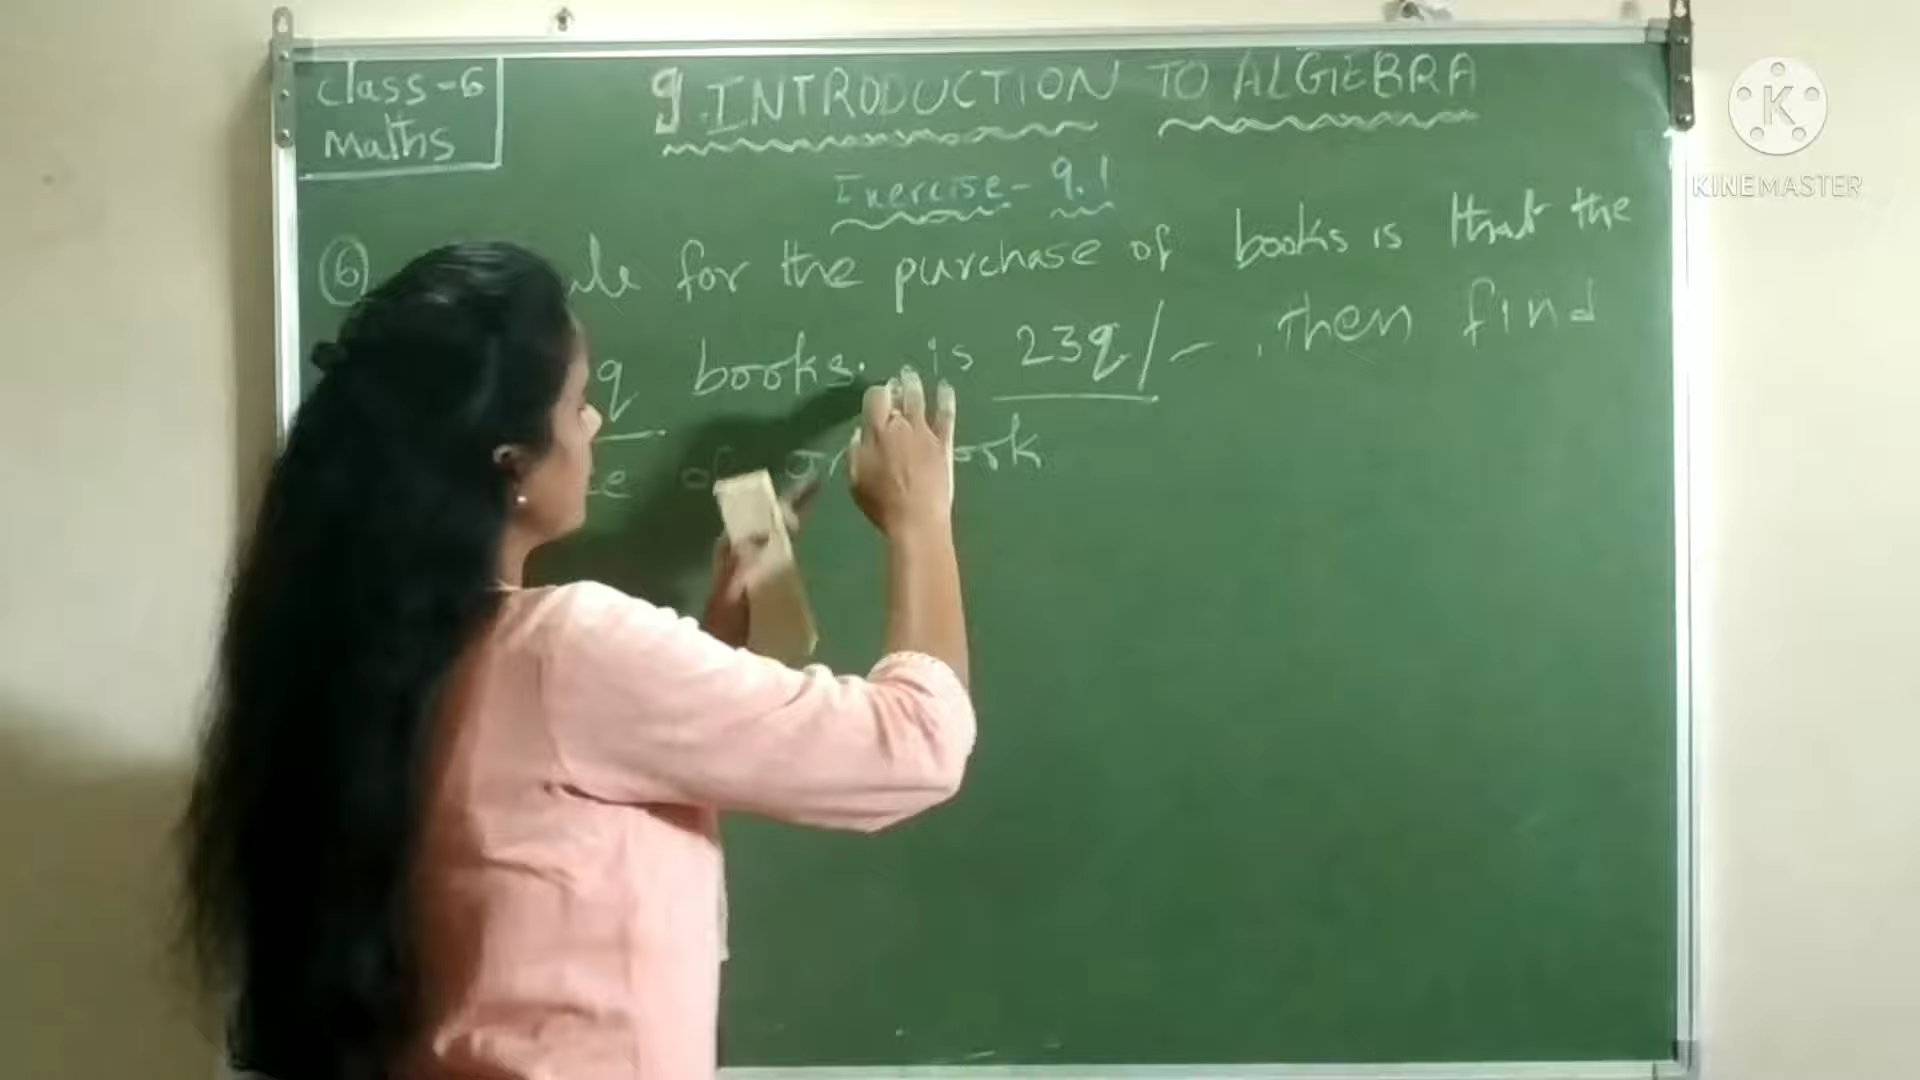 Class-6
Maths
9.INTRODUCTION TO ALGEBRA
Exercise - 9.1
6 for the purchase of books is that the
q books. is 23q/- . then find
of
K
KINEMASTER